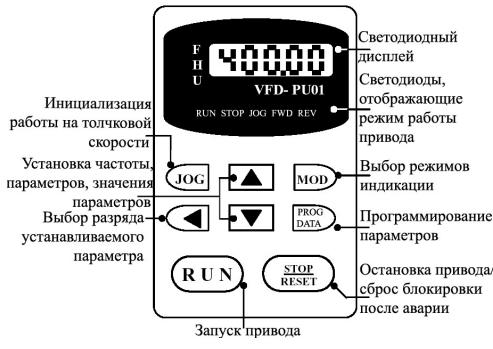 Светодиодный
дисплей
F
H
U
40000
VFD- PU01
RUN STOP JOG FWD REV
Светодиоды,
отображающие
режим работы
привода
Инициализация
работы на толчковой
скорости
JOG
Установка частоты,
параметров, значения
параметров
MOD
Выбор режимов
индикации
Выбор разряда
устанавливаемого
параметра
PROG
DATA
Программирование
параметров
RUN
STOP
RESET
Остановка привода/
сброс блокировки
после аварии
Запуск привода